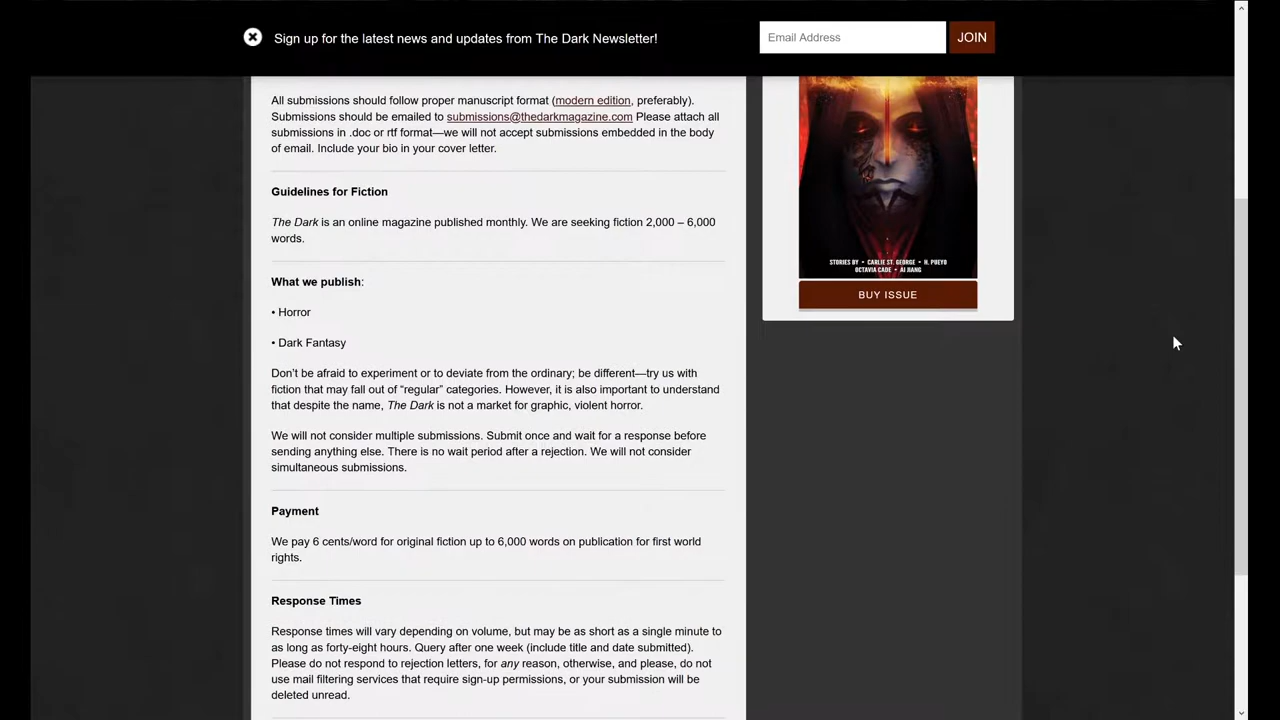 Sign up for the latest news and updates from The Dark Newsletter!
Email Address
JOIN
All submissions should follow proper manuscript format (modern edition, preferably).
Submissions should be emailed to submissions@thedarkmagazine.com Please attach all
submissions in .doc or rtf format—we will not accept submissions embedded in the body
of email. Include your bio in your cover letter.
Guidelines for Fiction
The Dark is an online magazine published monthly. We are seeking fiction 2,000 – 6,000
words.
What we publish:
• Horror
• Dark Fantasy
Don’t be afraid to experiment or to deviate from the ordinary; be different—try us with
fiction that may fall out of “regular” categories. However, it is also important to understand
that despite the name, The Dark is not a market for graphic, violent horror.
We will not consider multiple submissions. Submit once and wait for a response before
sending anything else. There is no wait period after a rejection. We will not consider
simultaneous submissions.
Payment
We pay 6 cents/word for original fiction up to 6,000 words on publication for first world
rights.
Response Times
Response times will vary depending on volume, but may be as short as a single minute to
as long as forty-eight hours. Query after one week (include title and date submitted).
Please do not respond to rejection letters, for any reason, otherwise, and please, do not
use mail filtering services that require sign-up permissions, or your submission will be
deleted unread.
STORIES BY • CARLIE ST. GEORGE • H. PUEYO
OCTAVIA CADE • AI JIANG
BUY ISSUE